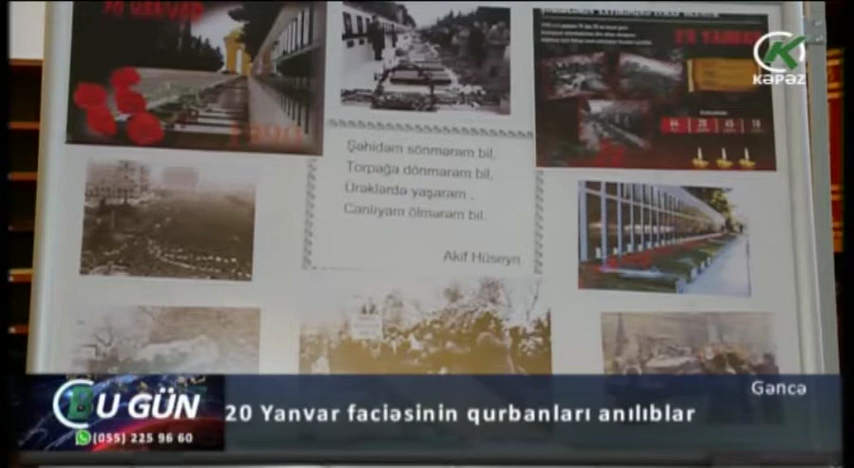 20 YANVAR
20 YANVAR
1990
KƏPƏZ
Şəhidəm sönmərəm bil,
Torpağa dönmərəm bil,
Ürəklərdə yaşaram .
Canlıyam ölmərəm bil.
Akif Hüseyn
Gəncə
BU GÜN
20 Yanvar faciəsinin qurbanları anılıblar
(055) 225 96 60